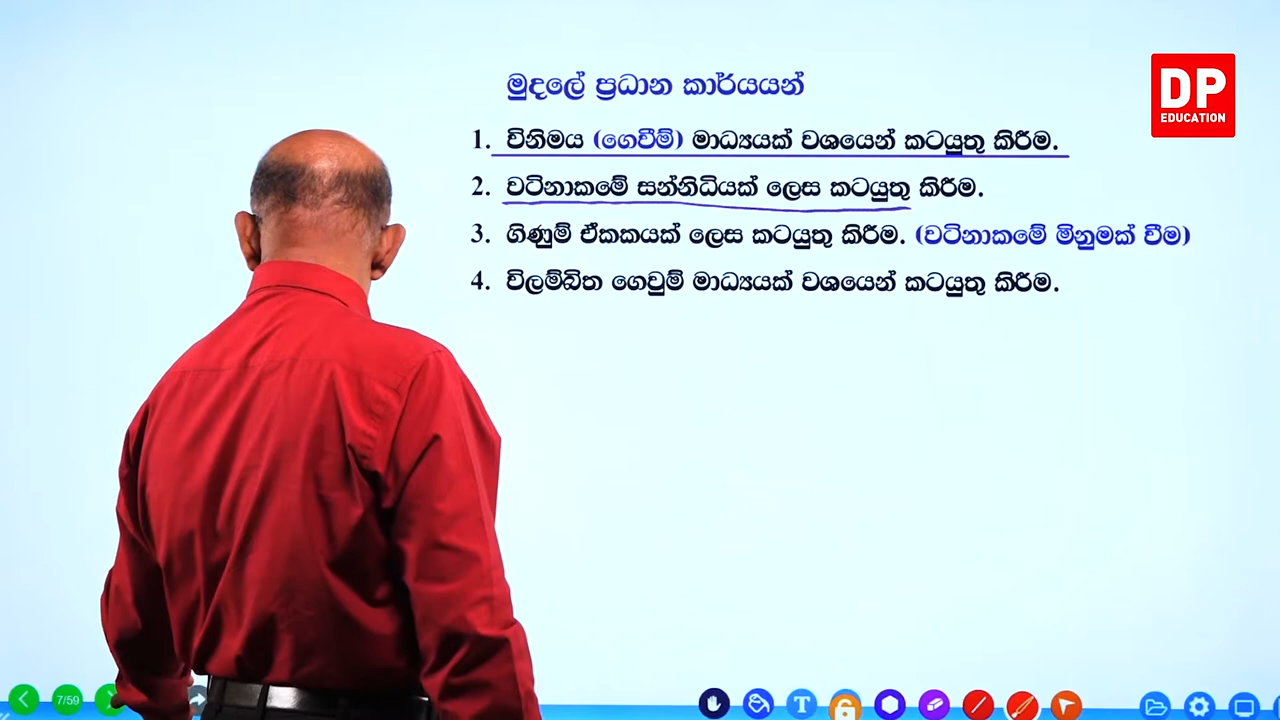 මුදලේ ප්‍රධාන කාර්යයන්
DP
EDUCATION
1. විනිමය (ගෙවීම්) මාධ්‍යයක් වශයෙන් කටයුතු කිරීම.
2. වටිනාකමේ සන්නිධියක් ලෙස කටයුතු කිරීම.
3. ගිණුම් ඒකකයක් ලෙස කටයුතු කිරීම. (වටිනාකමේ මිනුමක් වීම)
4. විලම්බිත ගෙවුම් මාධ්‍යයක් වශයෙන් කටයුතු කිරීම.
7/59
T